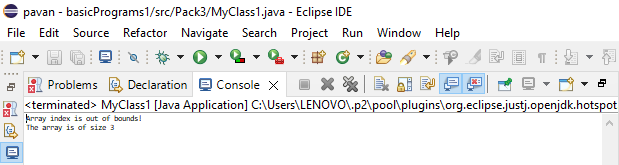 pavan - basicPrograms1/src/Pack3/MyClass1.java - Eclipse IDE
File Edit Source Refactor Navigate Search Project Run Window Help
Problems Declaration Console
<terminated> MyClass1 [Java Application] C:\Users\LENOVO\.p2\pool\plugins\org.eclipse.justj.openjdk.hotspot
Array index is out of bounds!
The array is of size 3